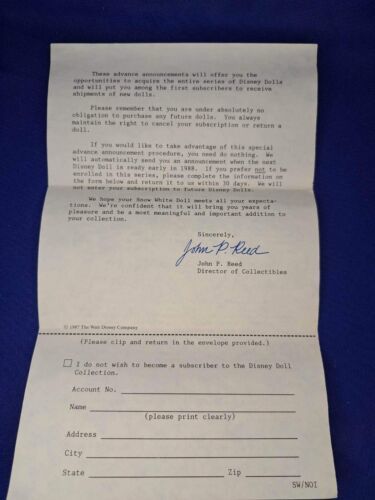 These advance announcements will offer you the
opportunities to acquire the entire series of Disney Dolls
and will put you among the first subscribers to receive
shipments of new dolls.
Please remember that you are under absolutely no
obligation to purchase any future dolls. You always
maintain the right to cancel your subscription or return a
doll.
If you would like to take advantage of this special
advance announcement procedure, you need do nothing. We
will automatically send you an announcement when the next
Disney Doll is ready early in 1988. If you prefer not to be
enrolled in this series, please complete the information on
the form below and return it to us within 30 days. We will
not enter your subscription to future Disney Dolls.
We hope your Snow White Doll meets all your expecta-
tions. We're confident that it will bring you years of
pleasure and be a most meaningful and important addition to
your collection.
Sincerely,
John P. Reed
John P. Reed
Director of Collectibles
© 1987 The Walt Disney Company
(Please clip and return in the envelope provided.)
I do not wish to become a subscriber to the Disney Doll
Collection.
Account No.
Name
(please print clearly)
Address
City
State Zip
SW/NOI